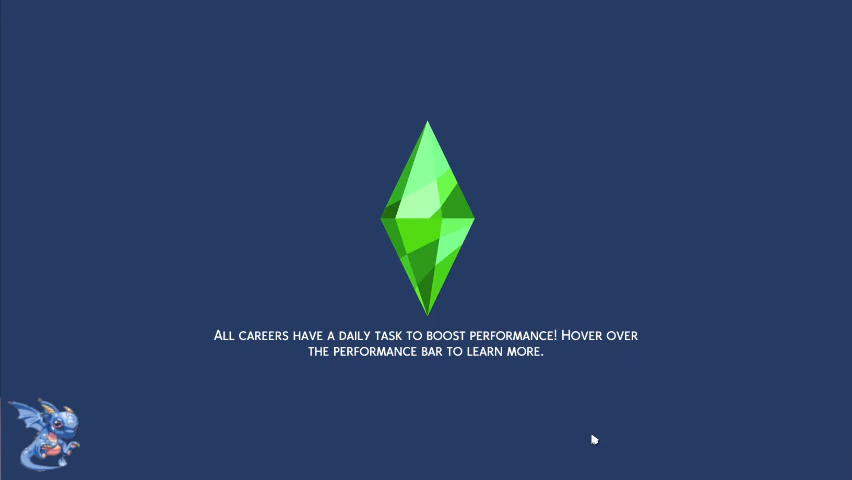 All careers have a daily task to boost performance! Hover over
the performance bar to learn more.